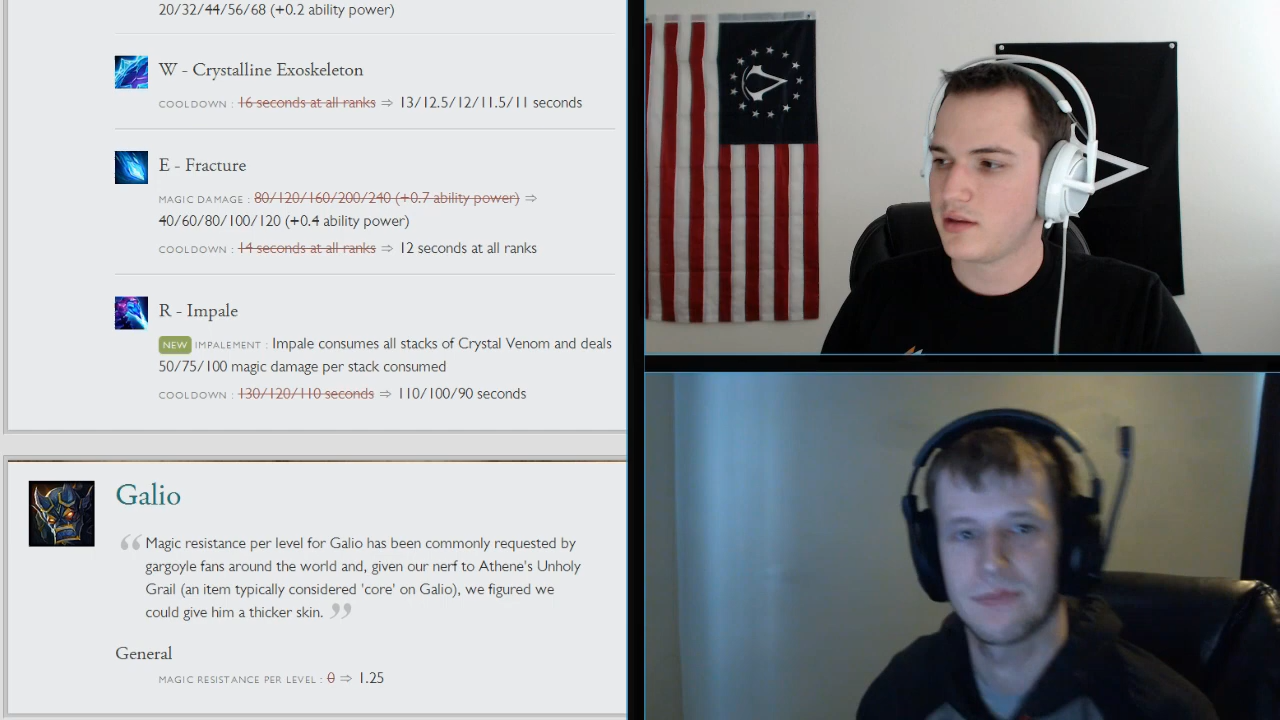 20/32/44/56/68 (+0.2 ability power)
W - Crystalline Exoskeleton
COOLDOWN : 16 seconds at all ranks ⇒ 13/12.5/12/11.5/11 seconds
E - Fracture
MAGIC DAMAGE : 80/120/160/200/240 (+0.7 ability power) ⇒
40/60/80/100/120 (+0.4 ability power)
COOLDOWN : 14 seconds at all ranks ⇒ 12 seconds at all ranks
R - Impale
NEW IMPALEMENT : Impale consumes all stacks of Crystal Venom and deals
50/75/100 magic damage per stack consumed
COOLDOWN : 130/120/110 seconds ⇒ 110/100/90 seconds
Galio
“ Magic resistance per level for Galio has been commonly requested by
gargoyle fans around the world and, given our nerf to Athene's Unholy
Grail (an item typically considered 'core' on Galio), we figured we
could give him a thicker skin. ”
General
MAGIC RESISTANCE PER LEVEL : 0 ⇒ 1.25